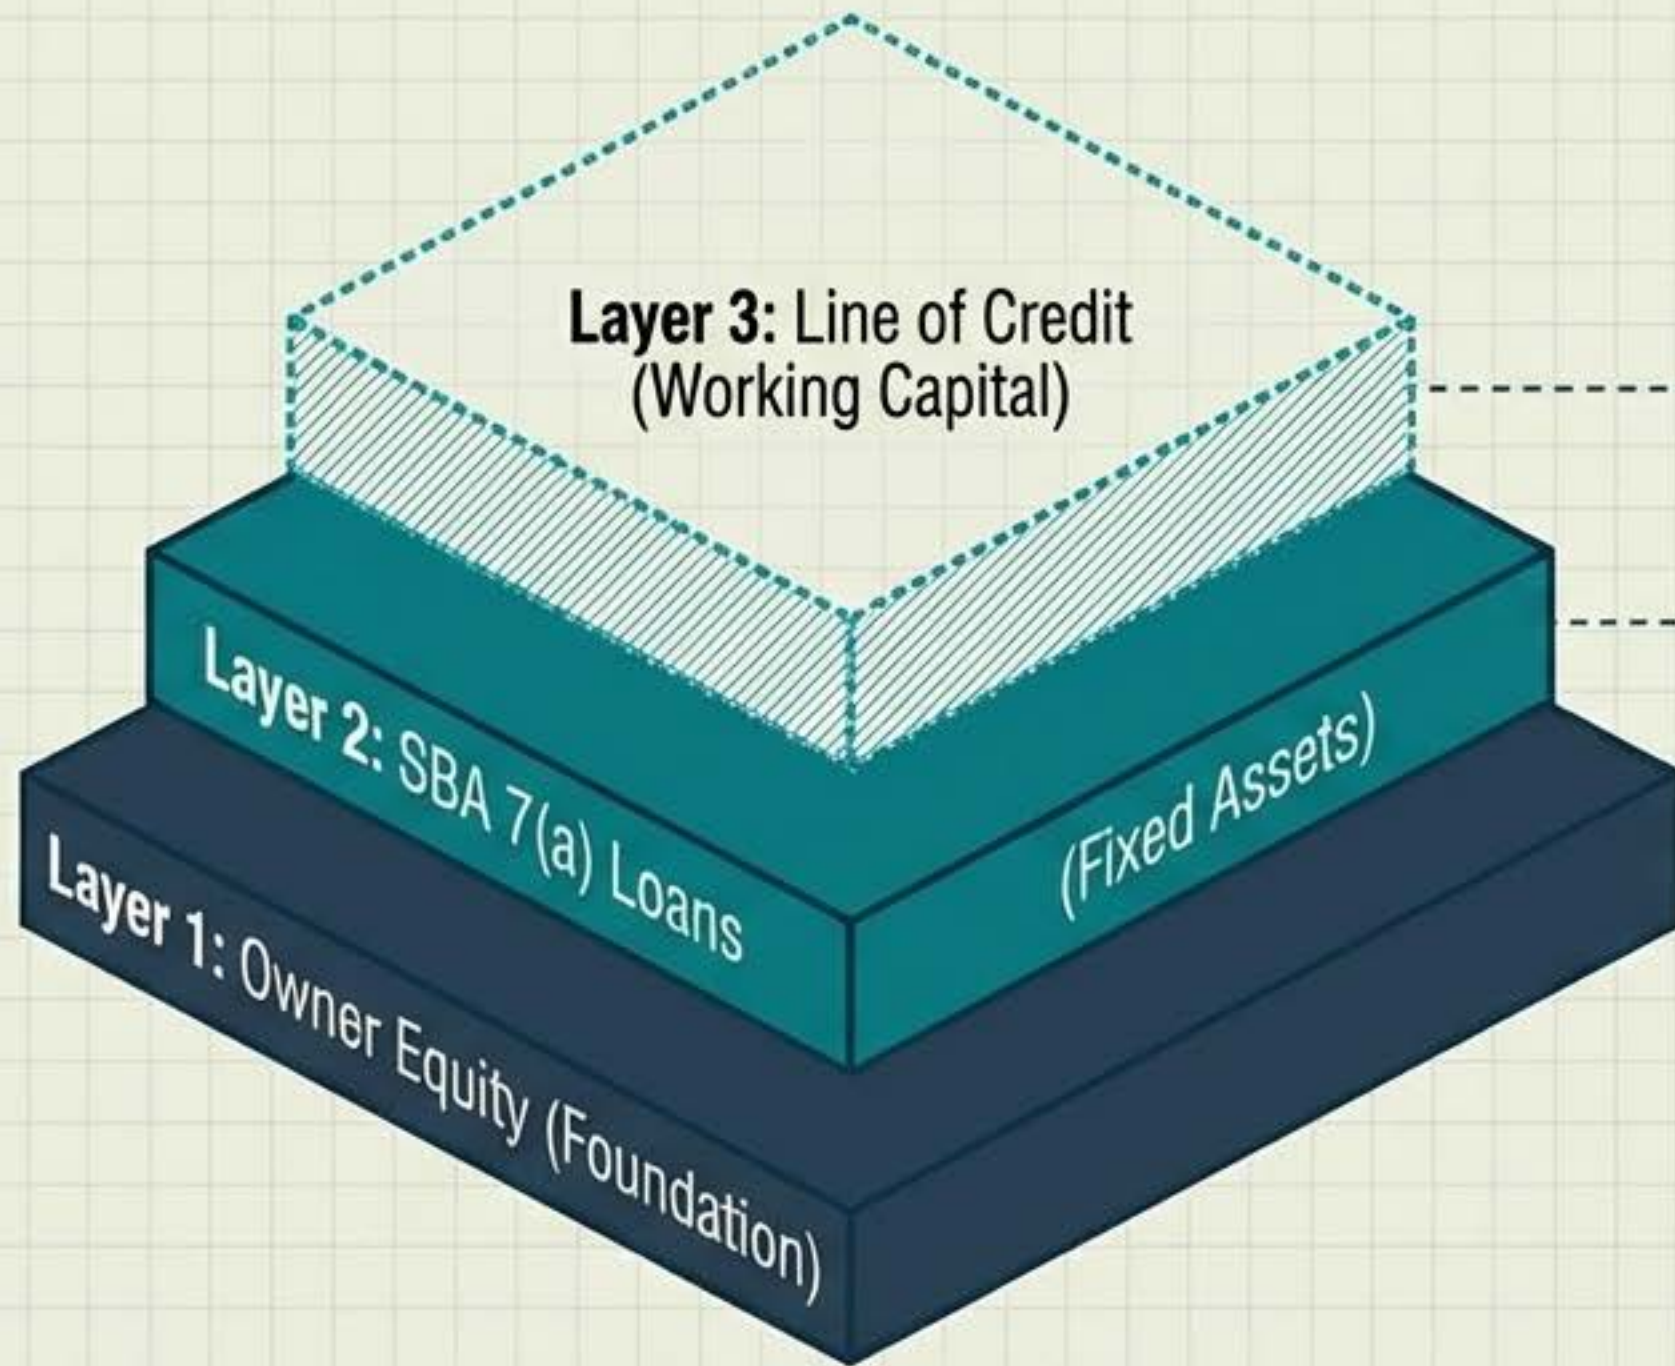 Layer 3: Line of Credit
(Working Capital)
Layer 2: SBA 7(a) Loans
(Fixed Assets)
Layer 1: Owner Equity (Foundation)